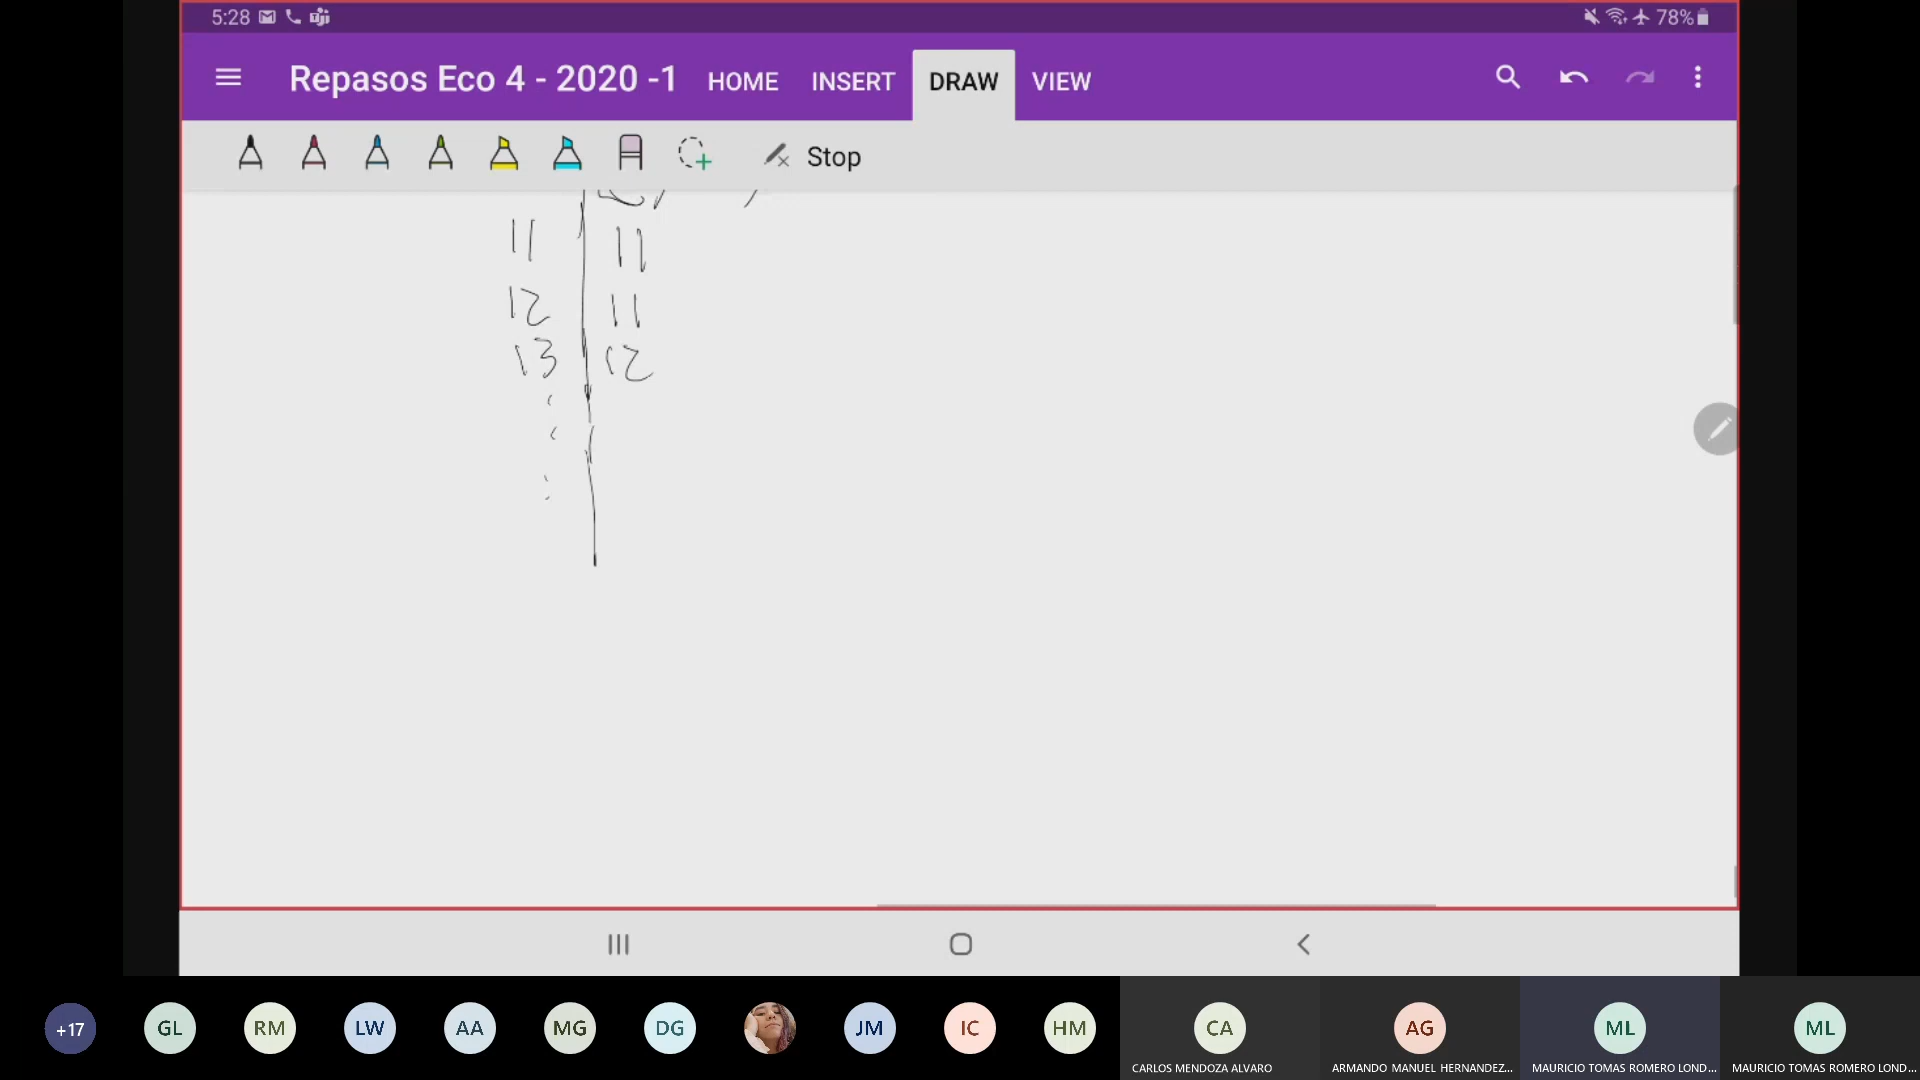 5:28 78%
Repasos Eco 4 - 2020 -1 HOME INSERT DRAW VIEW
Stop
11 11
12 11
13 12
+17 GL RM LW AA MG DG JM IC HM CA AG ML ML
CARLOS MENDOZA ALVARO ARMANDO MANUEL HERNANDEZ... MAURICIO TOMAS ROMERO LOND... MAURICIO TOMAS ROMERO LOND...